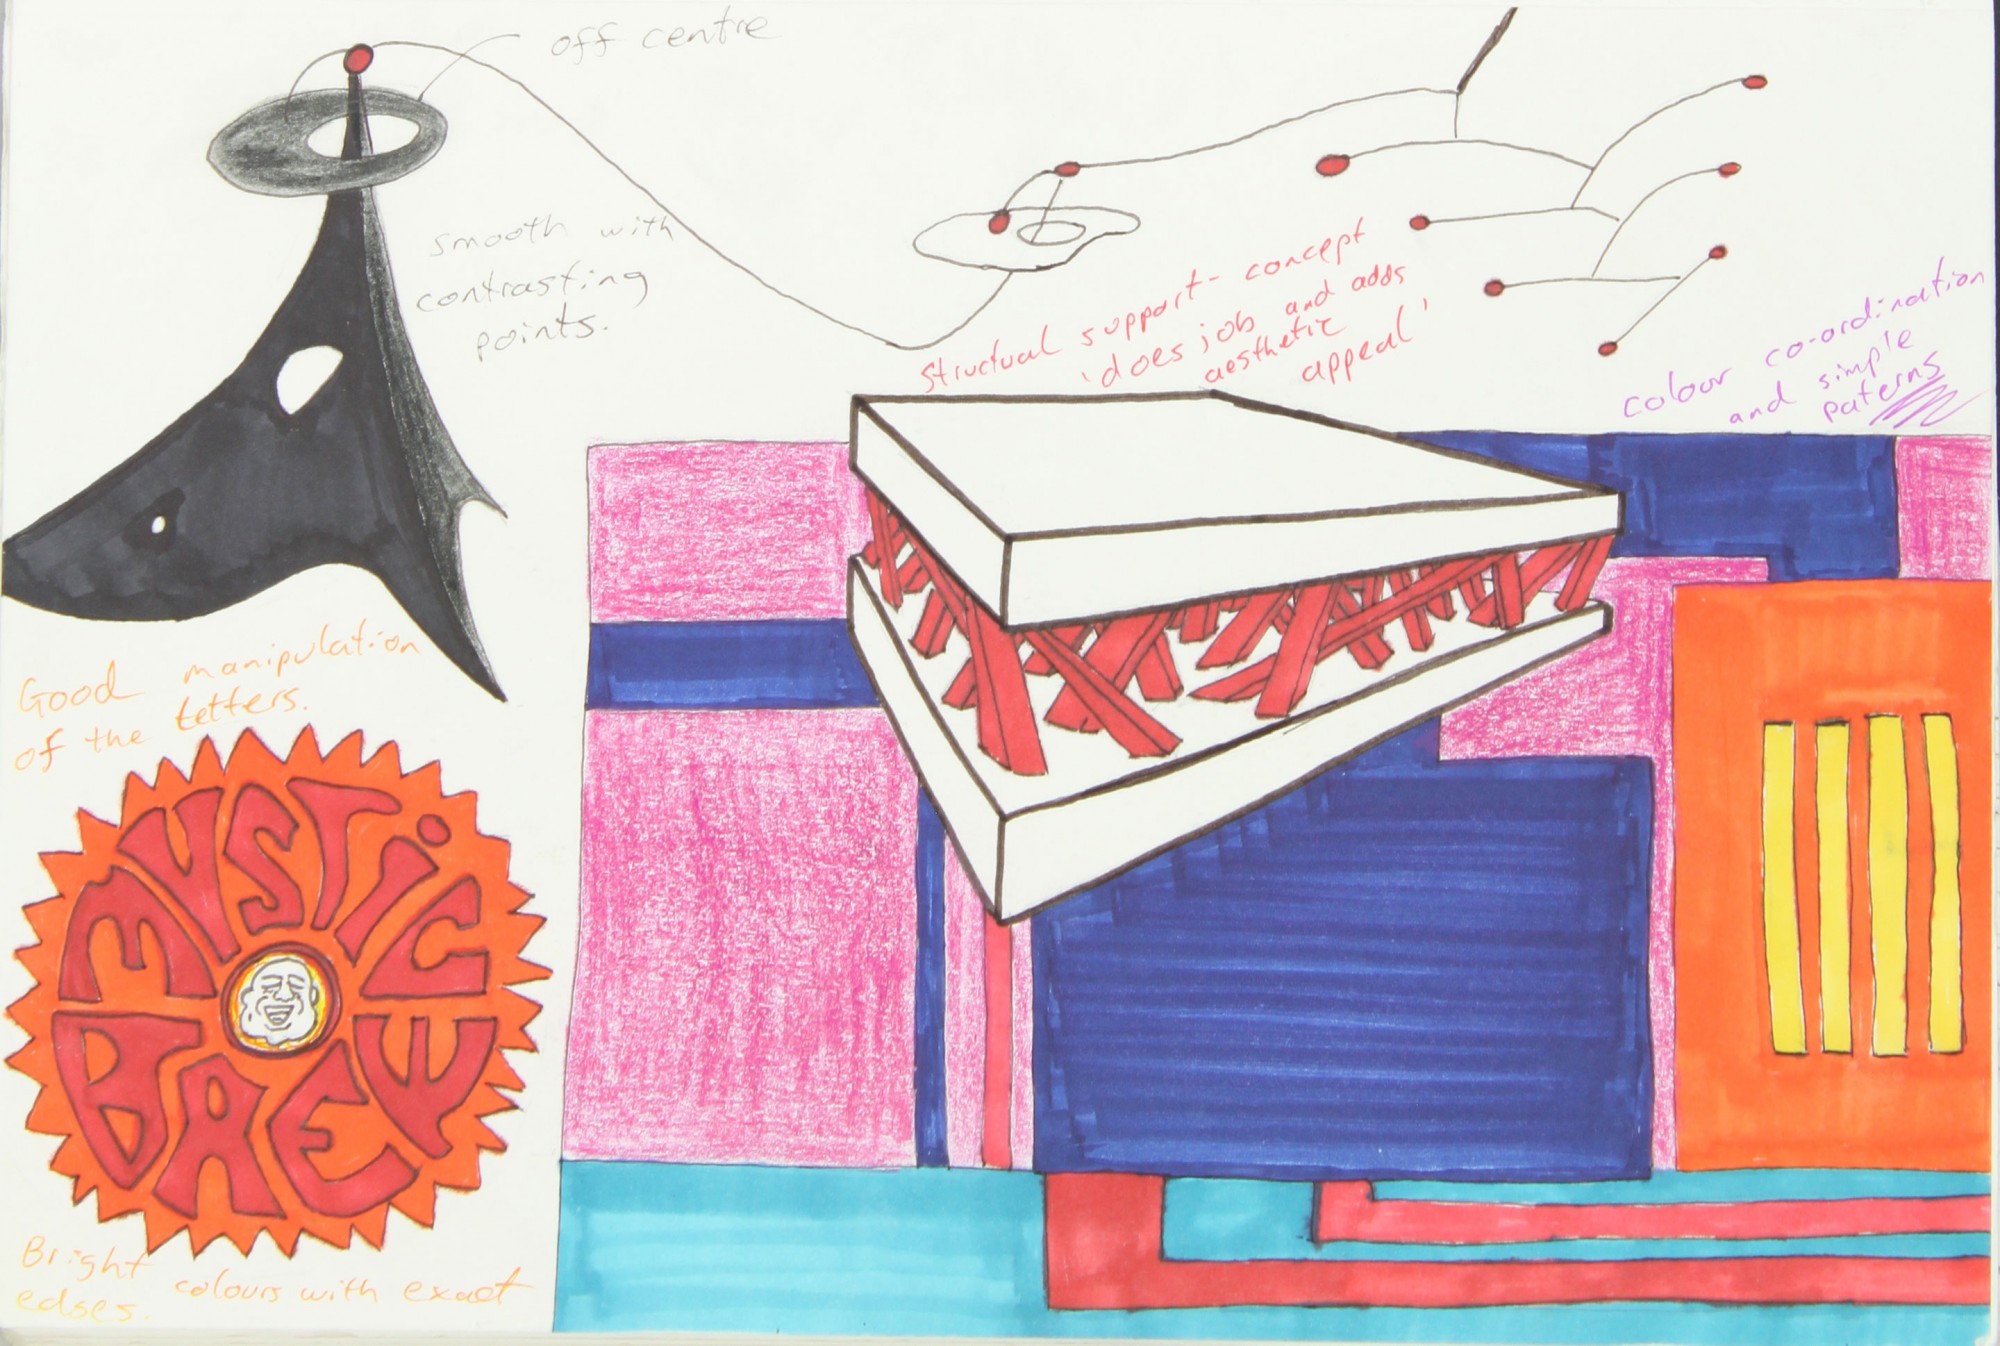 off centre
smooth with
contrasting
points.
Structual support - concept
'does job and adds
aesthetic
appeal'
colour co-ordination
and simple
paterns
Good manipulation
of the letters.
MYSTIC
BREW
Bright colours with exact
edges.